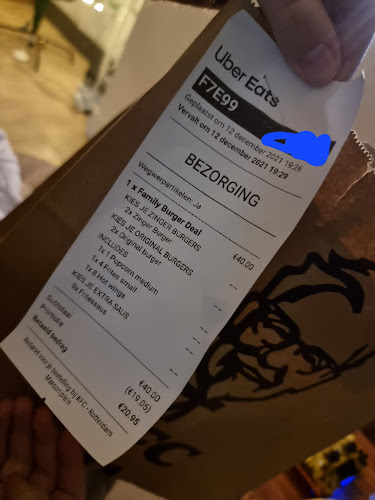 Uber Eats
F7E99
Geplaatst om 12 december 2021 19:26
Vervalt om 12 december 2021 19:29
BEZORGING
Wegwerpartikelen: Ja
1 x Family Burger Deal €40.00
KIES JE ZINGER BURGERS
2x Zinger Burger --
KIES JE ORIGINAL BURGERS
2x Original Burger --
INCLUDES
1x 1 Popcorn medium --
1x 4 Frites small --
1x 8 Hot wings --
KIES JE EXTRA SAUS
0x Fritessaus --
Subtotaal €40.00
Promotie (€19.05)
Betaald bedrag €20.95
Bedankt voor je bestelling bij KFC - Rotterdam
Marconiplein
KFC